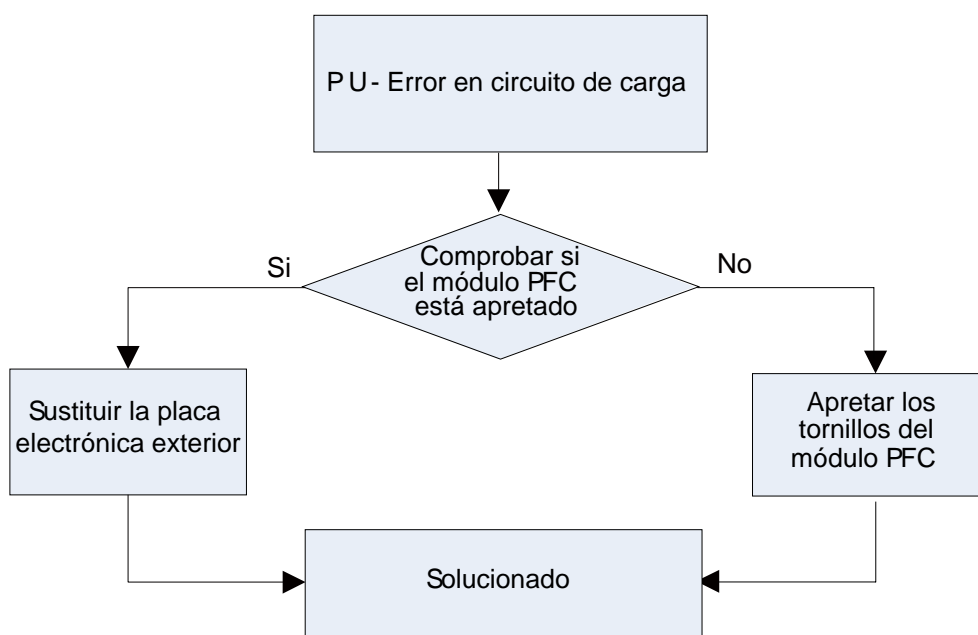 PU- Error en circuito de carga
Comprobar si
el módulo PFC
está apretado
Si
No
Sustituir la placa
electrónica exterior
Apretar los
tornillos del
módulo PFC
Solucionado